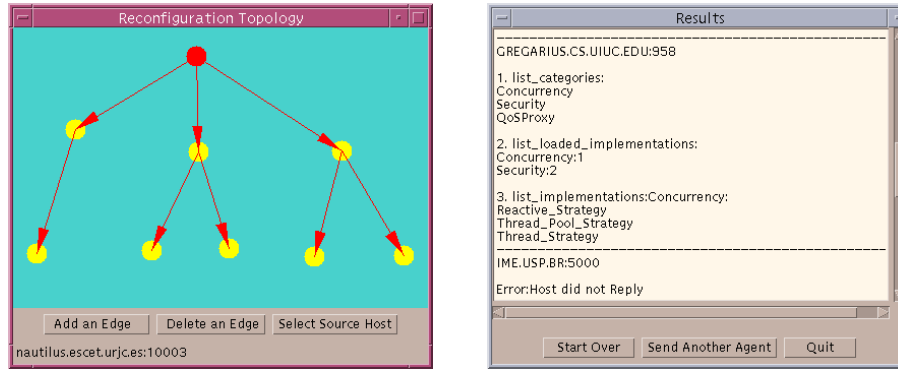 Reconfiguration Topology
Add an Edge
Delete an Edge
Select Source Host
nautilus.escet.urjc.es:10003
Results
GREGARIUS.CS.UIUC.EDU:958
1. list_categories:
Concurrency
Security
QoSProxy
2. list_loaded_implementations:
Concurrency:1
Security:2
3. list_implementations:Concurrency:
Reactive_Strategy
Thread_Pool_Strategy
Thread_Strategy
IME.USP.BR:5000
Error:Host did not Reply
Start Over
Send Another Agent
Quit